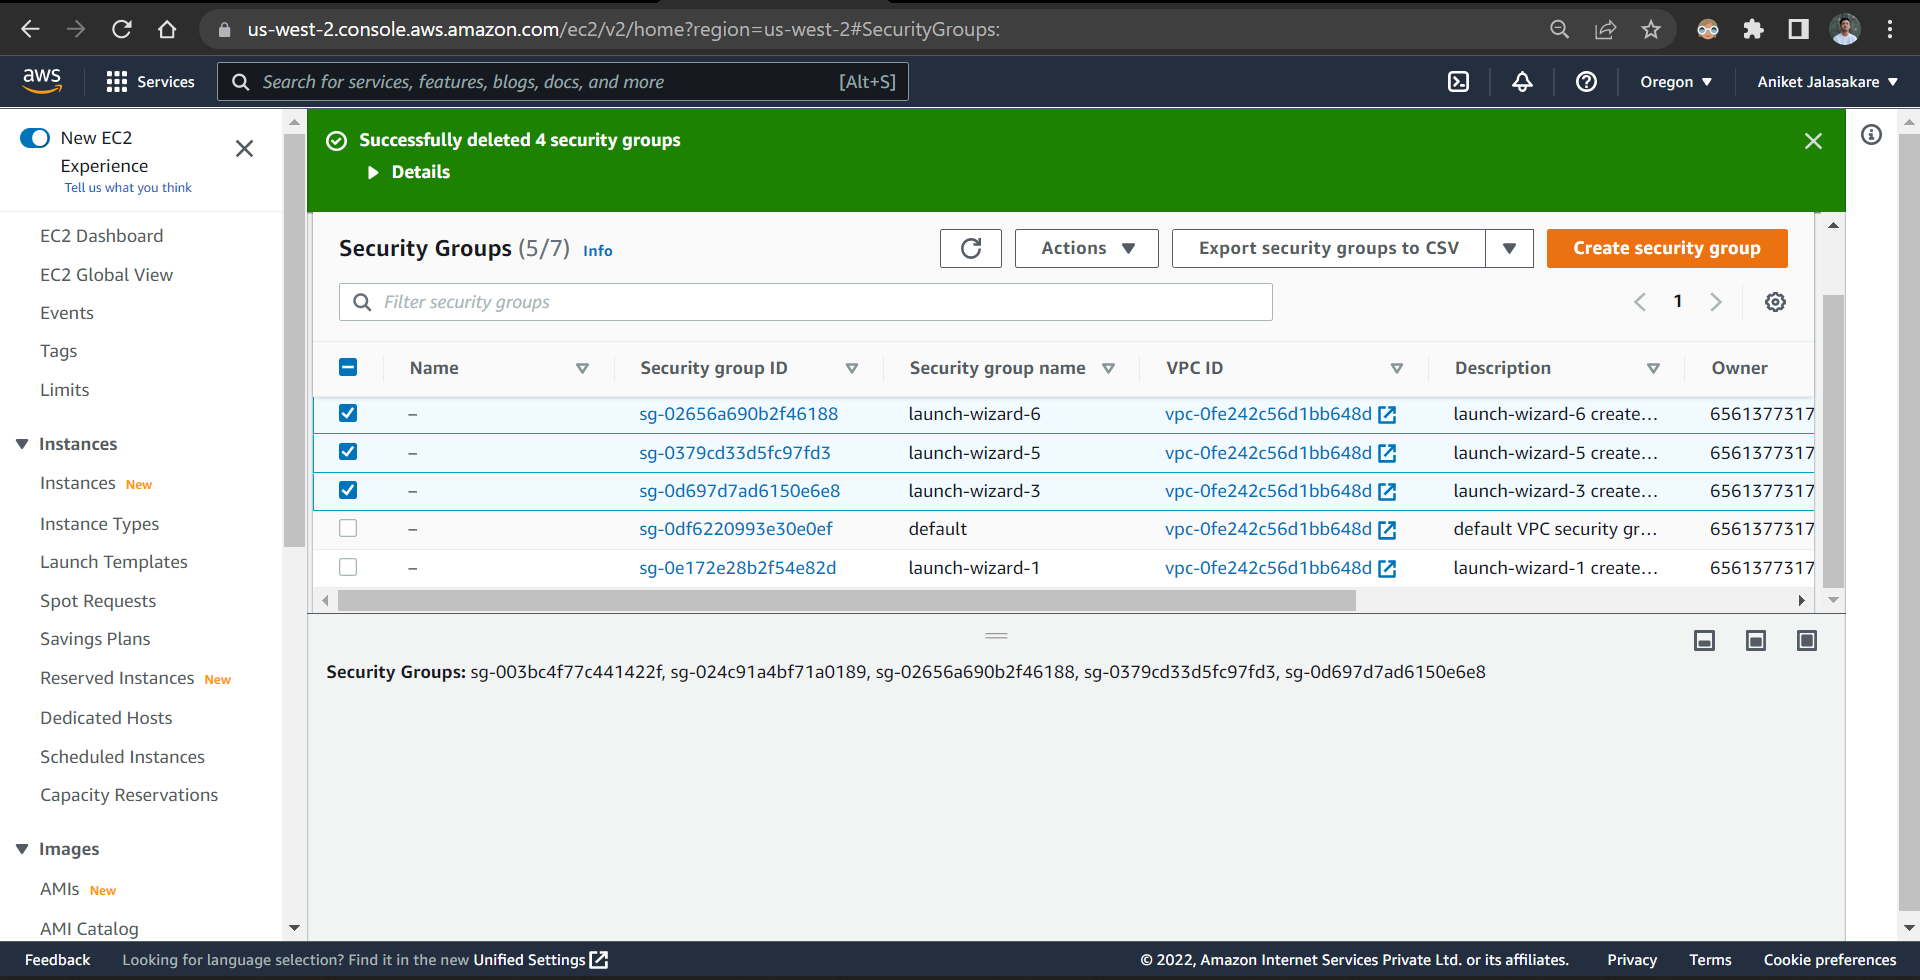 us-west-2.console.aws.amazon.com/ec2/v2/home?region=us-west-2#SecurityGroups:
aws
Services
Search for services, features, blogs, docs, and more
[Alt+S]
Oregon
Aniket Jalasakare
New EC2
Experience
Tell us what you think
EC2 Dashboard
EC2 Global View
Events
Tags
Limits
Instances
Instances New
Instance Types
Launch Templates
Spot Requests
Savings Plans
Reserved Instances New
Dedicated Hosts
Scheduled Instances
Capacity Reservations
Images
AMIs New
AMI Catalog
Successfully deleted 4 security groups
Details
Security Groups (5/7) Info
Actions
Export security groups to CSV
Create security group
Filter security groups
1
Name Security group ID Security group name VPC ID Description Owner
– sg-02656a690b2f46188 launch-wizard-6 vpc-0fe242c56d1bb648d launch-wizard-6 create... 6561377317
– sg-0379cd33d5fc97fd3 launch-wizard-5 vpc-0fe242c56d1bb648d launch-wizard-5 create... 6561377317
– sg-0d697d7ad6150e6e8 launch-wizard-3 vpc-0fe242c56d1bb648d launch-wizard-3 create... 6561377317
– sg-0df6220993e30e0ef default vpc-0fe242c56d1bb648d default VPC security gr... 6561377317
– sg-0e172e28b2f54e82d launch-wizard-1 vpc-0fe242c56d1bb648d launch-wizard-1 create... 6561377317
Security Groups: sg-003bc4f77c441422f, sg-024c91a4bf71a0189, sg-02656a690b2f46188, sg-0379cd33d5fc97fd3, sg-0d697d7ad6150e6e8
Feedback
Looking for language selection? Find it in the new Unified Settings
© 2022, Amazon Internet Services Private Ltd. or its affiliates.
Privacy
Terms
Cookie preferences